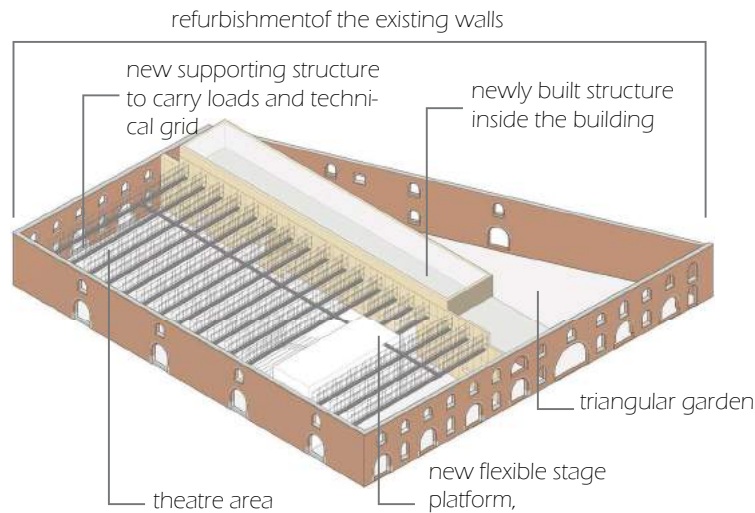 refurbishmentof the existing walls
new supporting structure
to carry loads and techni-
cal grid
newly built structure
inside the building
triangular garden
theatre area
new flexible stage
platform,